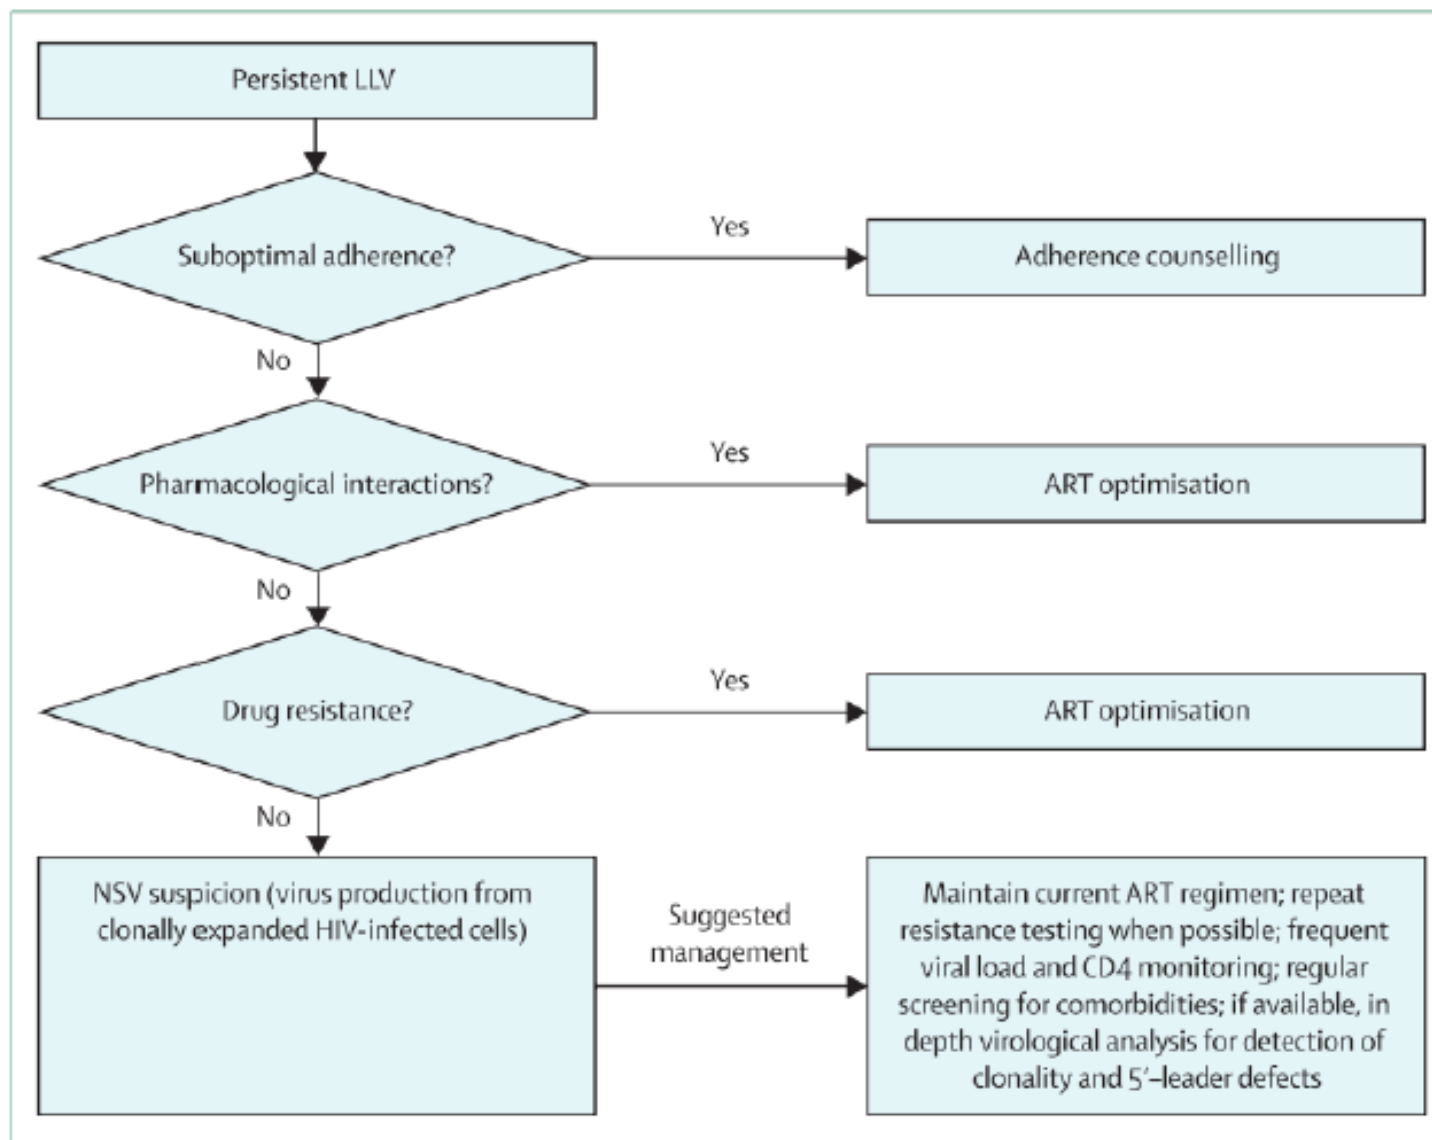 Persistent LLV
Suboptimal adherence?
Yes
Adherence counselling
No
Pharmacological interactions?
Yes
ART optimisation
No
Drug resistance?
Yes
ART optimisation
No
NSV suspicion (virus production from
clonally expanded HIV-infected cells)
Suggested
management
Maintain current ART regimen; repeat
resistance testing when possible; frequent
viral load and CD4 monitoring; regular
screening for comorbidities; if available, in
depth virological analysis for detection of
clonality and 5′–leader defects